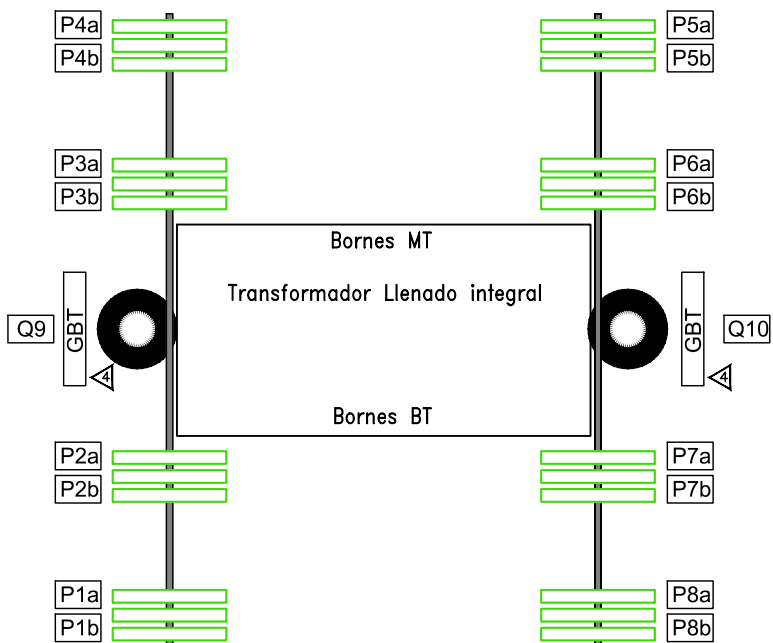 P4a
P5a
P4b
P5b
P3a
P6a
P3b
P6b
Bornes MT
Transformador Llenado integral
Q9
GBT
GBT
Q10
4
4
Bornes BT
P2a
P7a
P2b
P7b
P1a
P8a
P1b
P8b